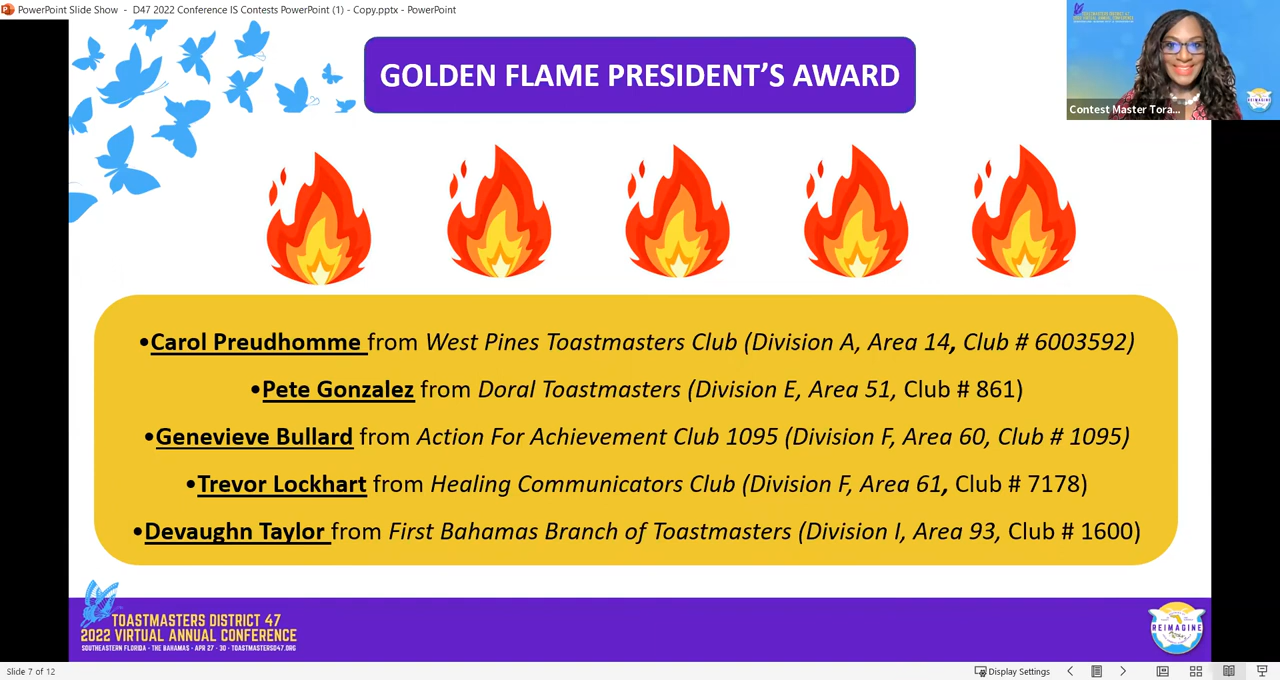 PowerPoint Slide Show - D47 2022 Conference IS Contests PowerPoint (1) - Copy.pptx - PowerPoint
GOLDEN FLAME PRESIDENT’S AWARD
Contest Master Tora...
•Carol Preudhomme from West Pines Toastmasters Club (Division A, Area 14, Club # 6003592)
•Pete Gonzalez from Doral Toastmasters (Division E, Area 51, Club # 861)
•Genevieve Bullard from Action For Achievement Club 1095 (Division F, Area 60, Club # 1095)
•Trevor Lockhart from Healing Communicators Club (Division F, Area 61, Club # 7178)
•Devaughn Taylor from First Bahamas Branch of Toastmasters (Division I, Area 93, Club # 1600)
TOASTMASTERS DISTRICT 47
2022 VIRTUAL ANNUAL CONFERENCE
SOUTHEASTERN FLORIDA • THE BAHAMAS • APR 27 - 30 • TOASTMASTERSD47.ORG
REIMAGINE
Slide 7 of 12
Display Settings